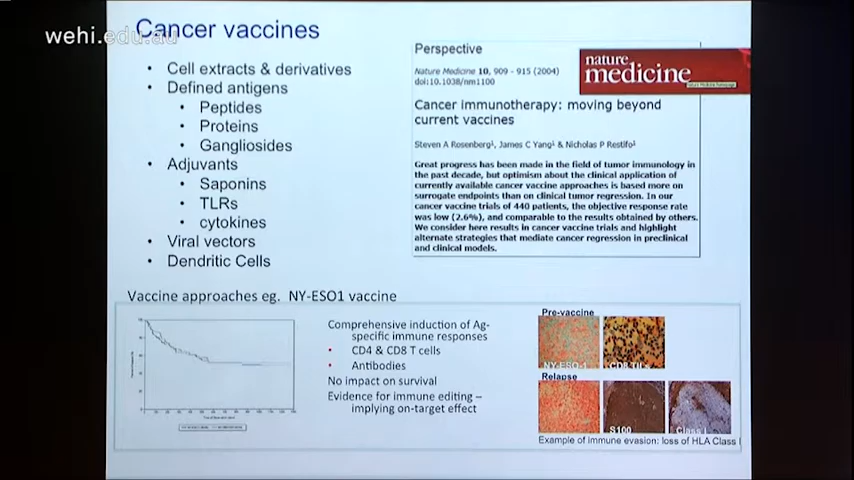 Cancer vaccines
wehi.edu.au
• Cell extracts & derivatives
• Defined antigens
• Peptides
• Proteins
• Gangliosides
• Adjuvants
• Saponins
• TLRs
• cytokines
• Viral vectors
• Dendritic Cells
Perspective
Nature Medicine 10, 909 - 915 (2004)
doi:10.1038/nm1100
nature
medicine
Cancer immunotherapy: moving beyond
current vaccines
Steven A Rosenberg1, James C Yang1 & Nicholas P Restifo1
Great progress has been made in the field of tumor immunology in
the past decade, but optimism about the clinical application of
currently available cancer vaccine approaches is based more on
surrogate endpoints than on clinical tumor regression. In our
cancer vaccine trials of 440 patients, the objective response rate
was low (2.6%), and comparable to the results obtained by others.
We consider here results in cancer vaccine trials and highlight
alternate strategies that mediate cancer regression in preclinical
and clinical models.
Vaccine approaches eg. NY-ESO1 vaccine
Comprehensive induction of Ag-
specific immune responses
• CD4 & CD8 T cells
• Antibodies
No impact on survival
Evidence for immune editing –
implying on-target effect
Pre-vaccine
NY-ESO-1
CD8 TILs
Relapse
S100
Class I
Example of immune evasion: loss of HLA Class I